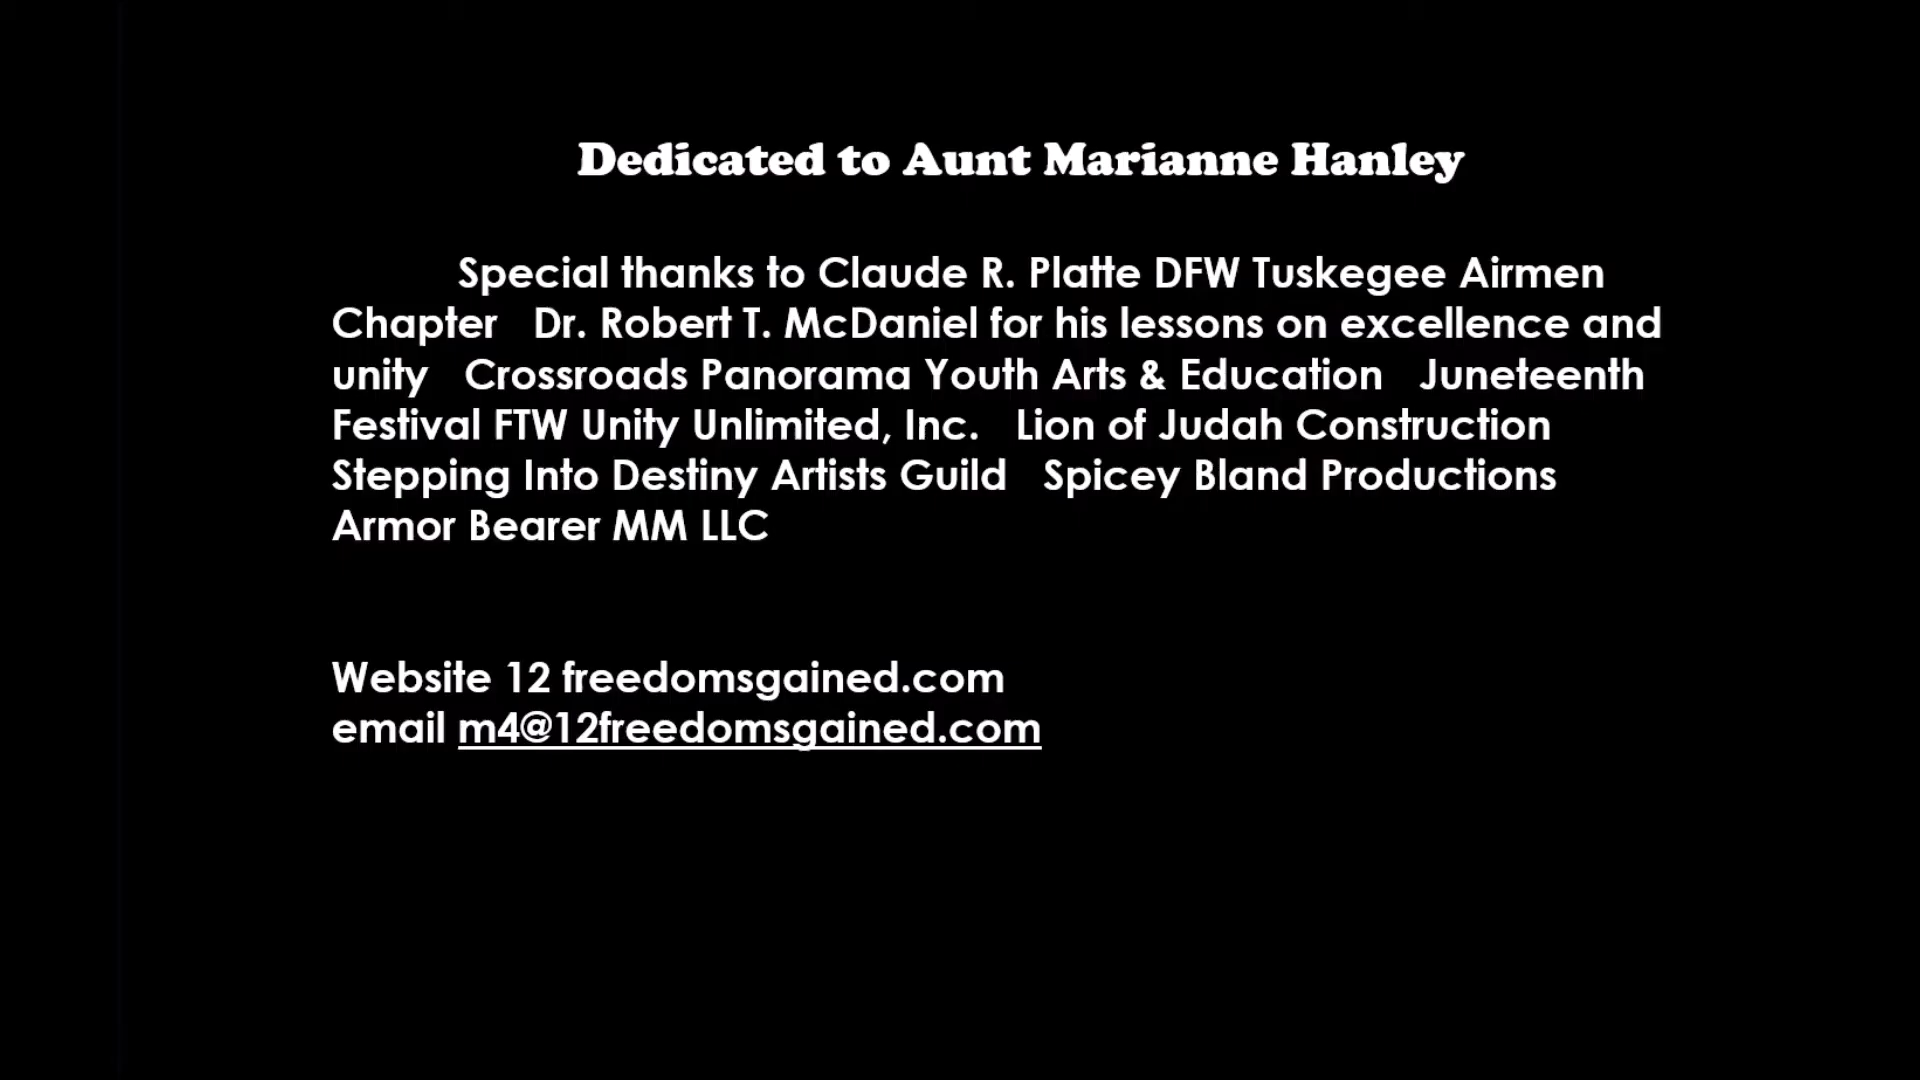 Dedicated to Aunt Marianne Hanley
Special thanks to Claude R. Platte DFW Tuskegee Airmen
Chapter   Dr. Robert T. McDaniel for his lessons on excellence and
unity   Crossroads Panorama Youth Arts & Education   Juneteenth
Festival FTW Unity Unlimited, Inc.   Lion of Judah Construction
Stepping Into Destiny Artists Guild   Spicey Bland Productions
Armor Bearer MM LLC
Website 12 freedomsgained.com
email m4@12freedomsgained.com